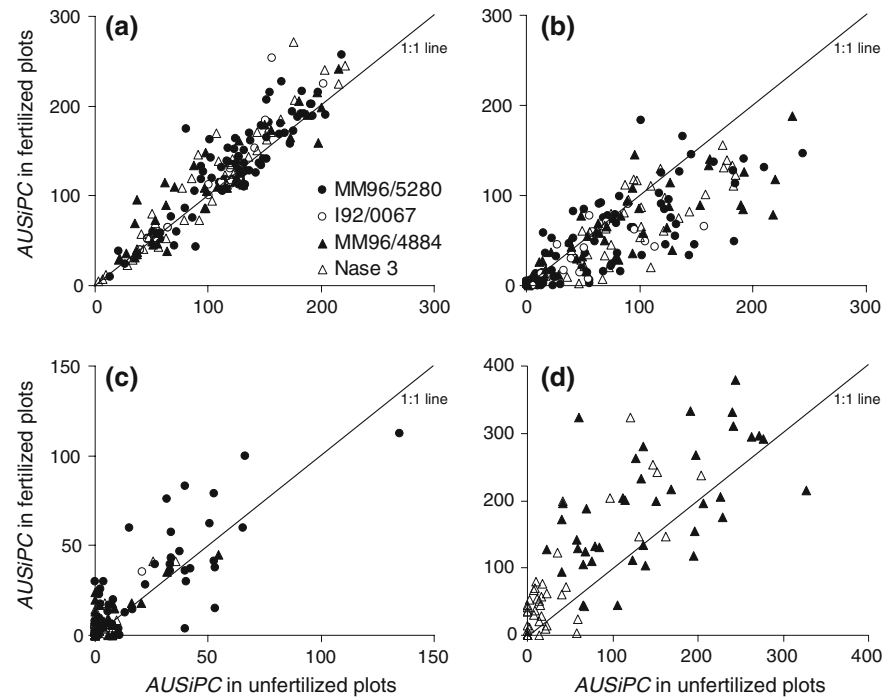 (a)
(b)
300
200
100
0
AUSiPC in fertilized plots
1:1 line
MM96/5280
I92/0067
MM96/4884
Nase 3
0 100 200 300
300
200
100
0
1:1 line
0 100 200 300
(c)
(d)
150
100
50
0
AUSiPC in fertilized plots
1:1 line
0 50 100 150
AUSiPC in unfertilized plots
400
300
200
100
0
1:1 line
0 100 200 300 400
AUSiPC in unfertilized plots